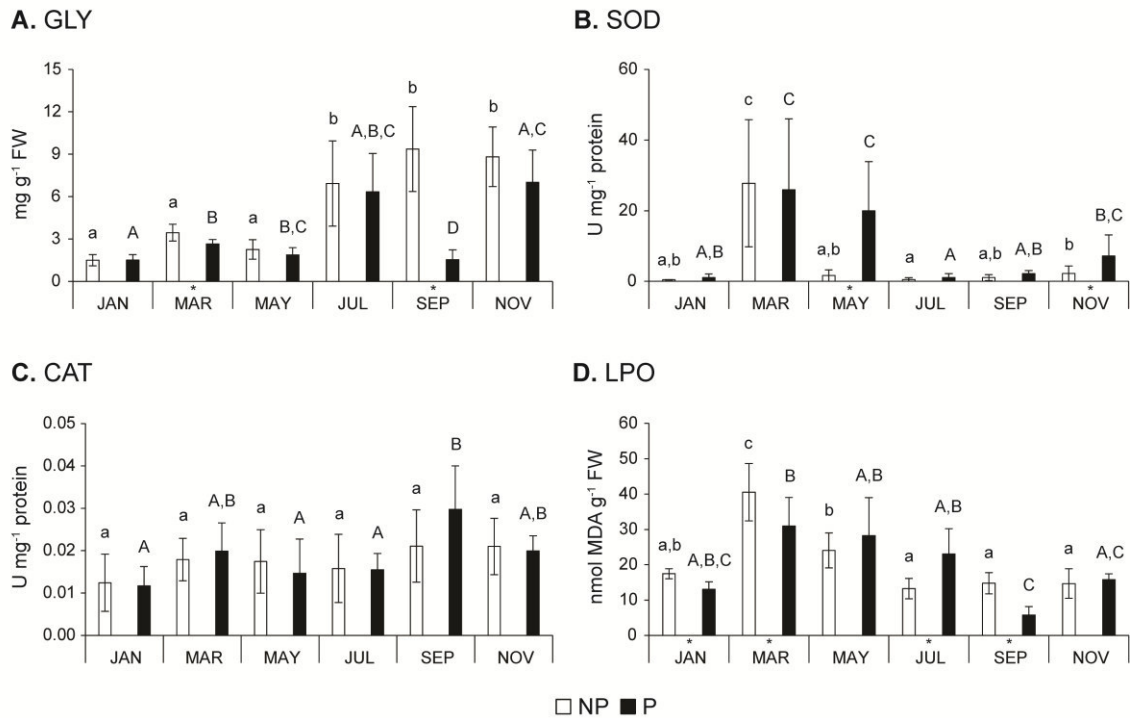 A. GLY
mg g⁻¹ FW
15
12
9
6
3
0
a A a B a B,C b A,B,C b D b A,C
JAN MAR MAY JUL SEP NOV
* *
B. SOD
U mg⁻¹ protein
60
40
20
0
a,b A,B c C a,b C a A a,b A,B b B,C
JAN MAR MAY JUL SEP NOV
* *
C. CAT
U mg⁻¹ protein
0.05
0.04
0.03
0.02
0.01
0.00
a A a A,B a A a A a B a A,B
JAN MAR MAY JUL SEP NOV
D. LPO
nmol MDA g⁻¹ FW
60
50
40
30
20
10
0
a,b A,B,C c B b A,B a A,B a C a A,C
JAN MAR MAY JUL SEP NOV
* * * *
NP P